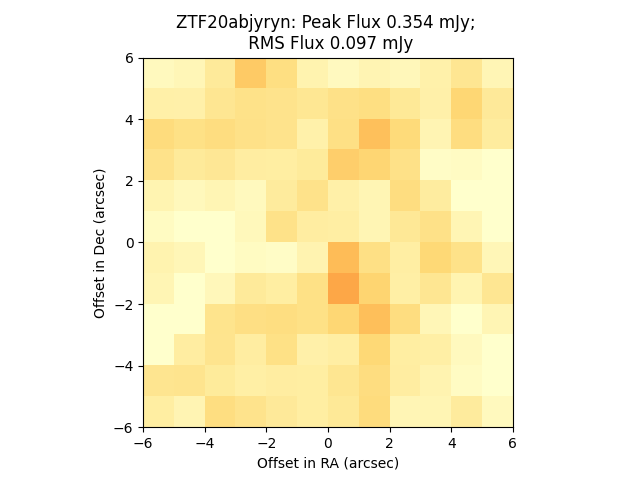 ZTF20abjyryn: Peak Flux 0.354 mJy;
RMS Flux 0.097 mJy
6
4
2
0
−2
−4
−6
Offset in Dec (arcsec)
−6 −4 −2 0 2 4 6
Offset in RA (arcsec)